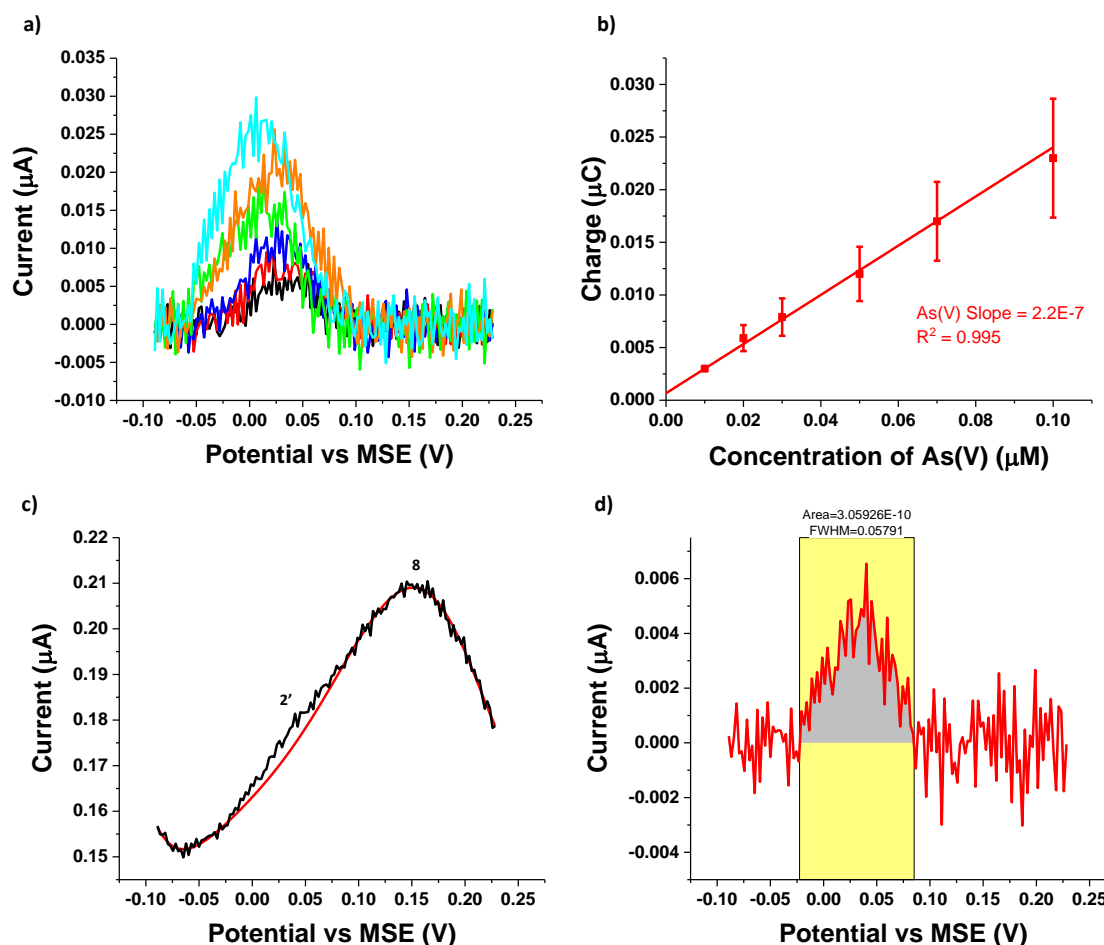 a)
0.035
0.030
0.025
0.020
0.015
0.010
0.005
0.000
-0.005
-0.010
Current (μA)
-0.10 -0.05 0.00 0.05 0.10 0.15 0.20 0.25
Potential vs MSE (V)
b)
0.030
0.025
0.020
0.015
0.010
0.005
0.000
Charge (μC)
As(V) Slope = 2.2E-7
R² = 0.995
0.00 0.02 0.04 0.06 0.08 0.10
Concentration of As(V) (μM)
c)
0.22
0.21
0.20
0.19
0.18
0.17
0.16
0.15
Current (μA)
8
2’
-0.10 -0.05 0.00 0.05 0.10 0.15 0.20 0.25
Potential vs MSE (V)
d)
Area=3.05926E-10
FWHM=0.05791
0.006
0.004
0.002
0.000
-0.002
-0.004
Current (μA)
-0.10 -0.05 0.00 0.05 0.10 0.15 0.20 0.25
Potential vs MSE (V)